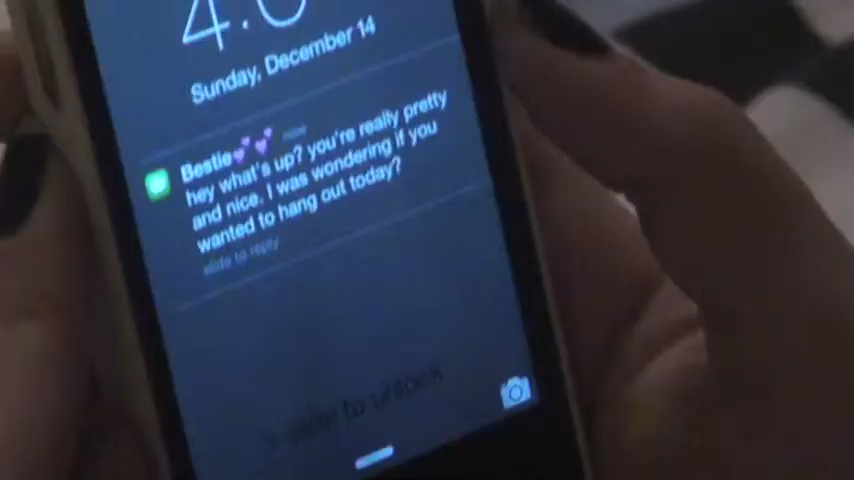 Sunday, December 14
Bestie💕💕 now
hey what's up? you're really pretty
and nice. I was wondering if you
wanted to hang out today?
slide to reply
slide to unlock